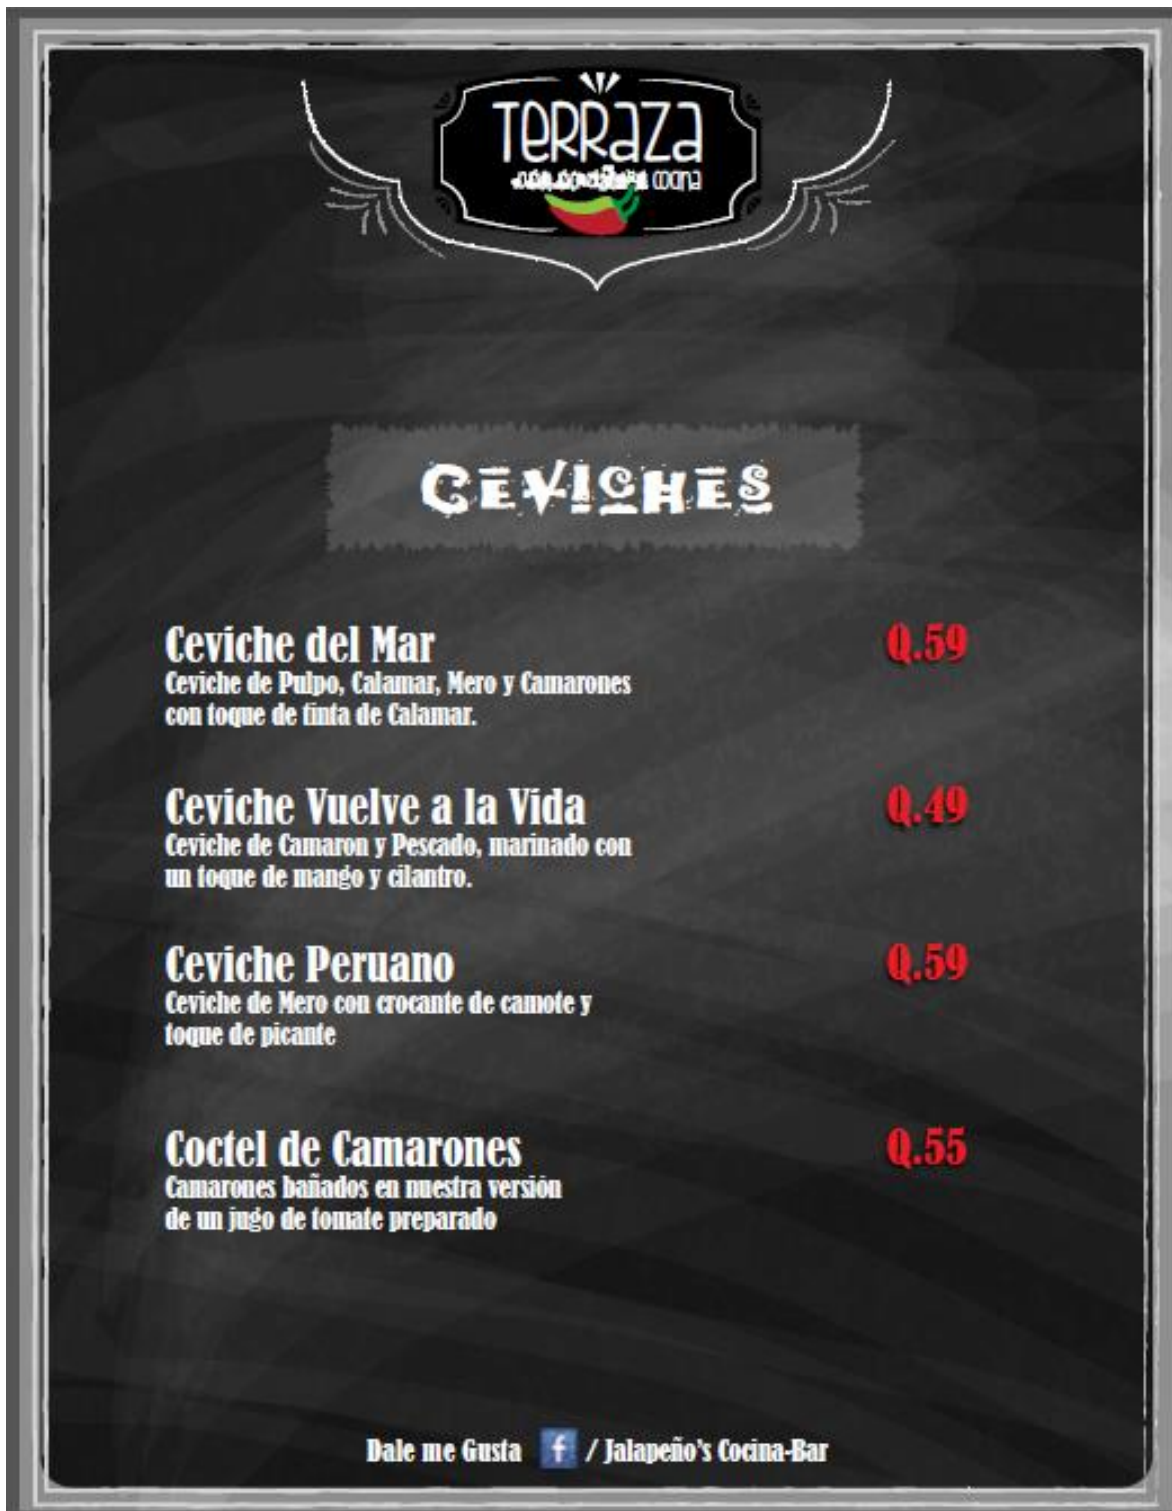 TERRAZA
cocina
CEVICHES
Ceviche del Mar Q.59
Ceviche de Pulpo, Calamar, Mero y Camarones
con toque de tinta de Calamar.
Ceviche Vuelve a la Vida Q.49
Ceviche de Camaron y Pescado, marinado con
un toque de mango y cilantro.
Ceviche Peruano Q.59
Ceviche de Mero con crocante de camote y
toque de picante
Coctel de Camarones Q.55
Camarones bañados en nuestra versión
de un jugo de tomate preparado
Dale me Gusta f / Jalapeño's Cocina-Bar